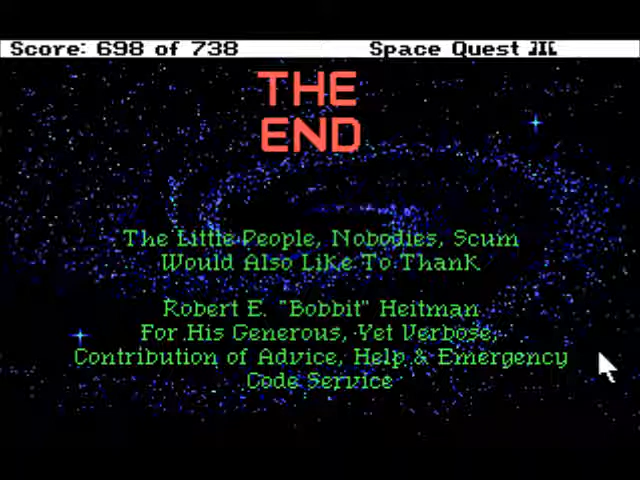 Score: 698 of 738 Space Quest III
THE
END
The Little People, Nobodies, Scum
Would Also Like To Thank
Robert E. "Bobbit" Heitman
For His Generous, Yet Verbose,
Contribution of Advice, Help & Emergency
Code Service